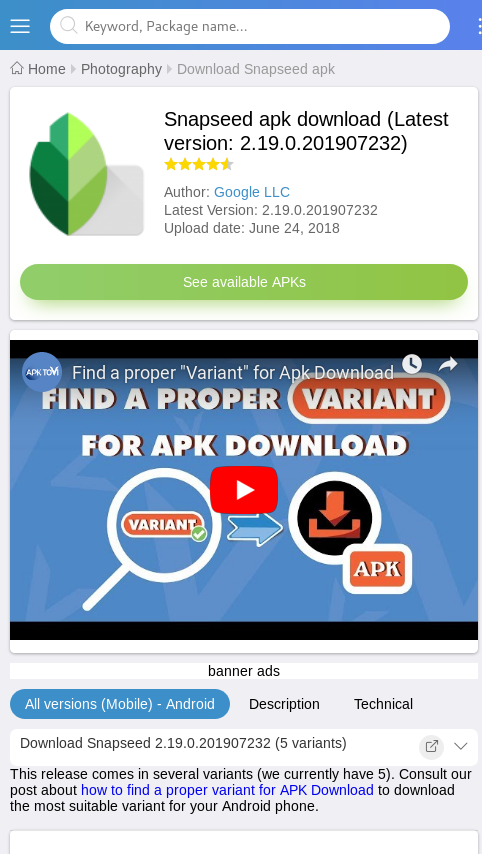 Keyword, Package name...
Home Photography Download Snapseed apk
Snapseed apk download (Latest
version: 2.19.0.201907232)
Author: Google LLC
Latest Version: 2.19.0.201907232
Upload date: June 24, 2018
See available APKs
Find a proper "Variant" for Apk Download
FIND A PROPER VARIANT
FOR APK DOWNLOAD
VARIANT
APK
banner ads
All versions (Mobile) - Android Description Technical
Download Snapseed 2.19.0.201907232 (5 variants)
This release comes in several variants (we currently have 5). Consult our
post about how to find a proper variant for APK Download to download
the most suitable variant for your Android phone.